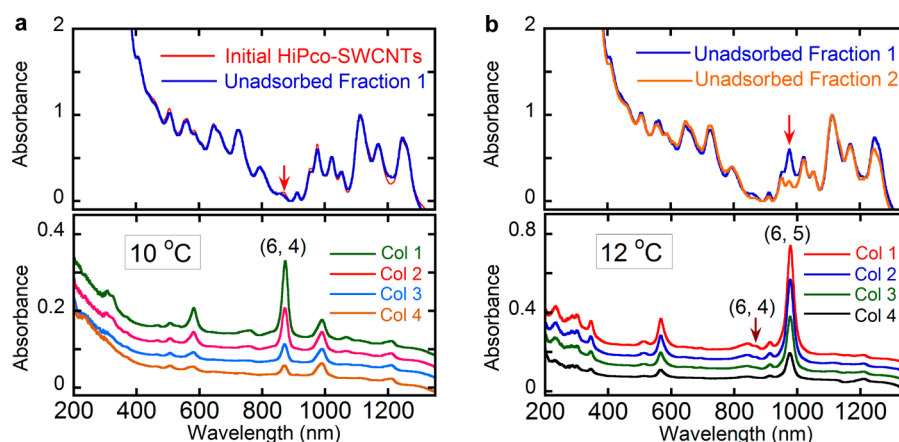 a
2
Initial HiPco-SWCNTs
Unadsorbed Fraction 1
1
0
Absorbance
0.4
10 °C
(6, 4)
Col 1
Col 2
Col 3
Col 4
0.2
0
Absorbance
200 400 600 800 1000 1200
Wavelength (nm)
b
2
Unadsorbed Fraction 1
Unadsorbed Fraction 2
1
0
Absorbance
0.8
12 °C
(6, 5)
(6, 4)
Col 1
Col 2
Col 3
Col 4
0.4
0
Absorbance
200 400 600 800 1000 1200
Wavelength (nm)